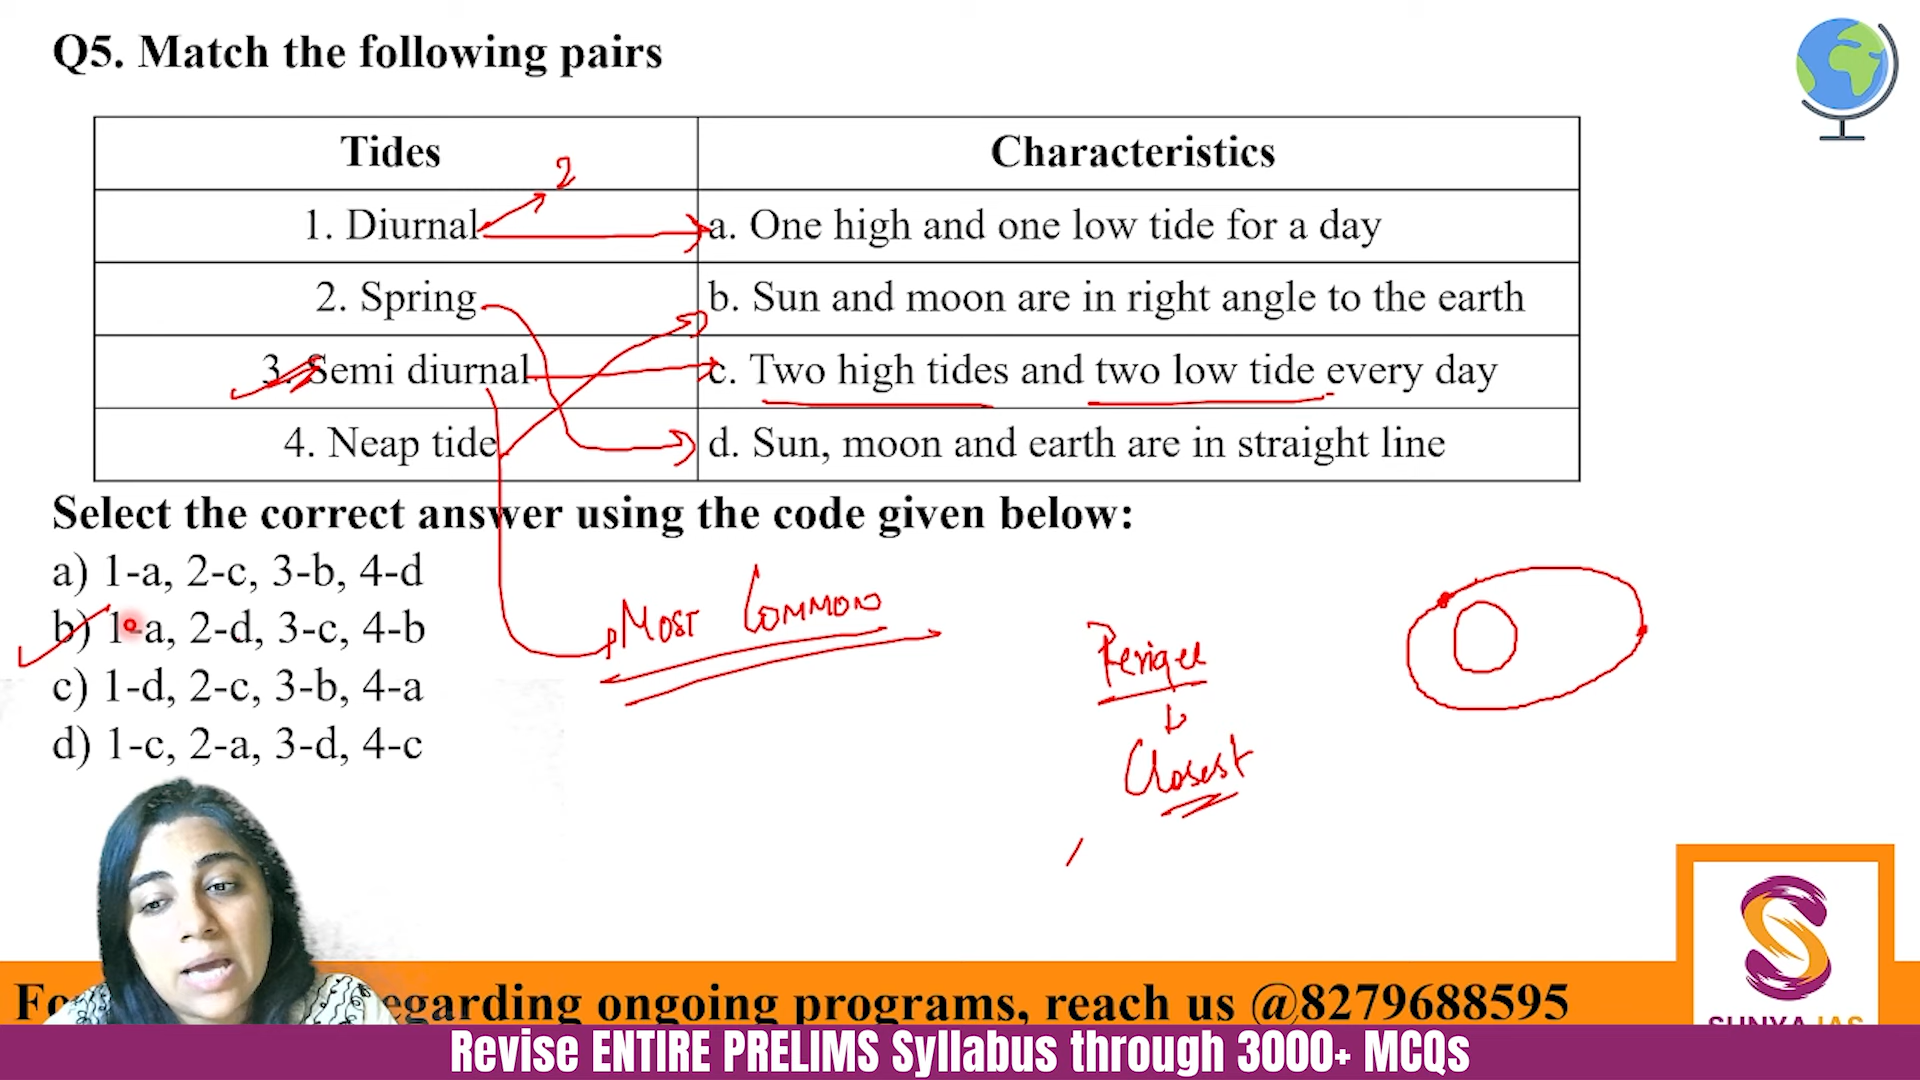 Q5. Match the following pairs
Tides
Characteristics
2
1. Diurnal
a. One high and one low tide for a day
2. Spring
b. Sun and moon are in right angle to the earth
3. Semi diurnal
c. Two high tides and two low tide every day
4. Neap tide
d. Sun, moon and earth are in straight line
Select the correct answer using the code given below:
a) 1-a, 2-c, 3-b, 4-d
b) 1-a, 2-d, 3-c, 4-b
c) 1-d, 2-c, 3-b, 4-a
d) 1-c, 2-a, 3-d, 4-c
MOST COMMON
Perigee
Closest
egarding ongoing programs, reach us @8279688595
Revise ENTIRE PRELIMS Syllabus through 3000+ MCQs